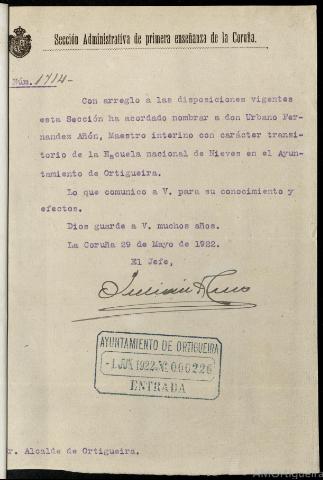 Sección Administrativa de primera enseñanza de la Coruña.
Núm. 1714-
Con arreglo a las disposiciones vigentes
esta Sección ha acordado nombrar a don Urbano Fer-
nandez Añón, Maestro interino con carácter transi-
torio de la Escuela nacional de Nieves en el Ayun-
tamiento de Ortigueira.
Lo que comunico a V. para su conocimiento y
efectos.
Dios guarde a V. muchos años.
La Coruña 29 de Mayo de 1922.
El Jefe,
AYUNTAMIENTO DE ORTIGUEIRA
-1 JUN 1922 No 000226
ENTRADA
r. Alcalde de Ortigueira.
AMOrtigueira